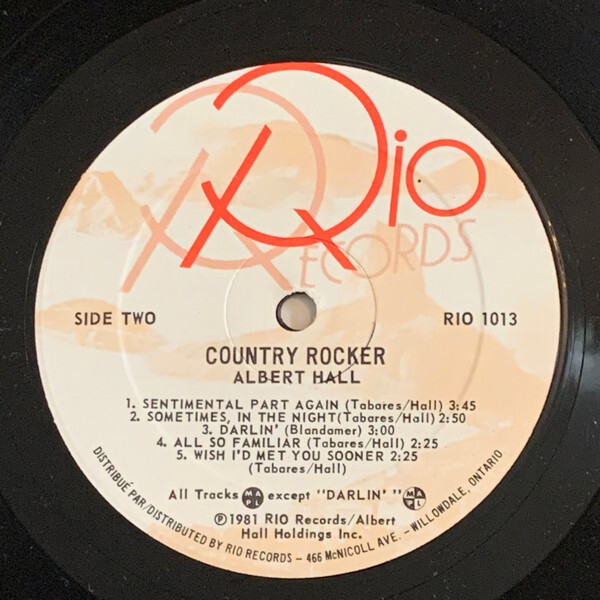 Rio
RECORDS
SIDE TWO
RIO 1013
COUNTRY ROCKER
ALBERT HALL
1. SENTIMENTAL PART AGAIN (Tabares/Hall) 3:45
2. SOMETIMES, IN THE NIGHT (Tabares/Hall) 2:50
3. DARLIN' (Blandamer) 3:00
4. ALL SO FAMILIAR (Tabares/Hall) 2:25
5. WISH I'D MET YOU SOONER 2:25
(Tabares/Hall)
All Tracks MAPL except "DARLIN'" MAPL
℗1981 RIO Records/Albert
Hall Holdings Inc.
DISTRIBUÉ PAR/DISTRIBUTED BY RIO RECORDS – 466 McNICOLL AVE. – WILLOWDALE, ONTARIO